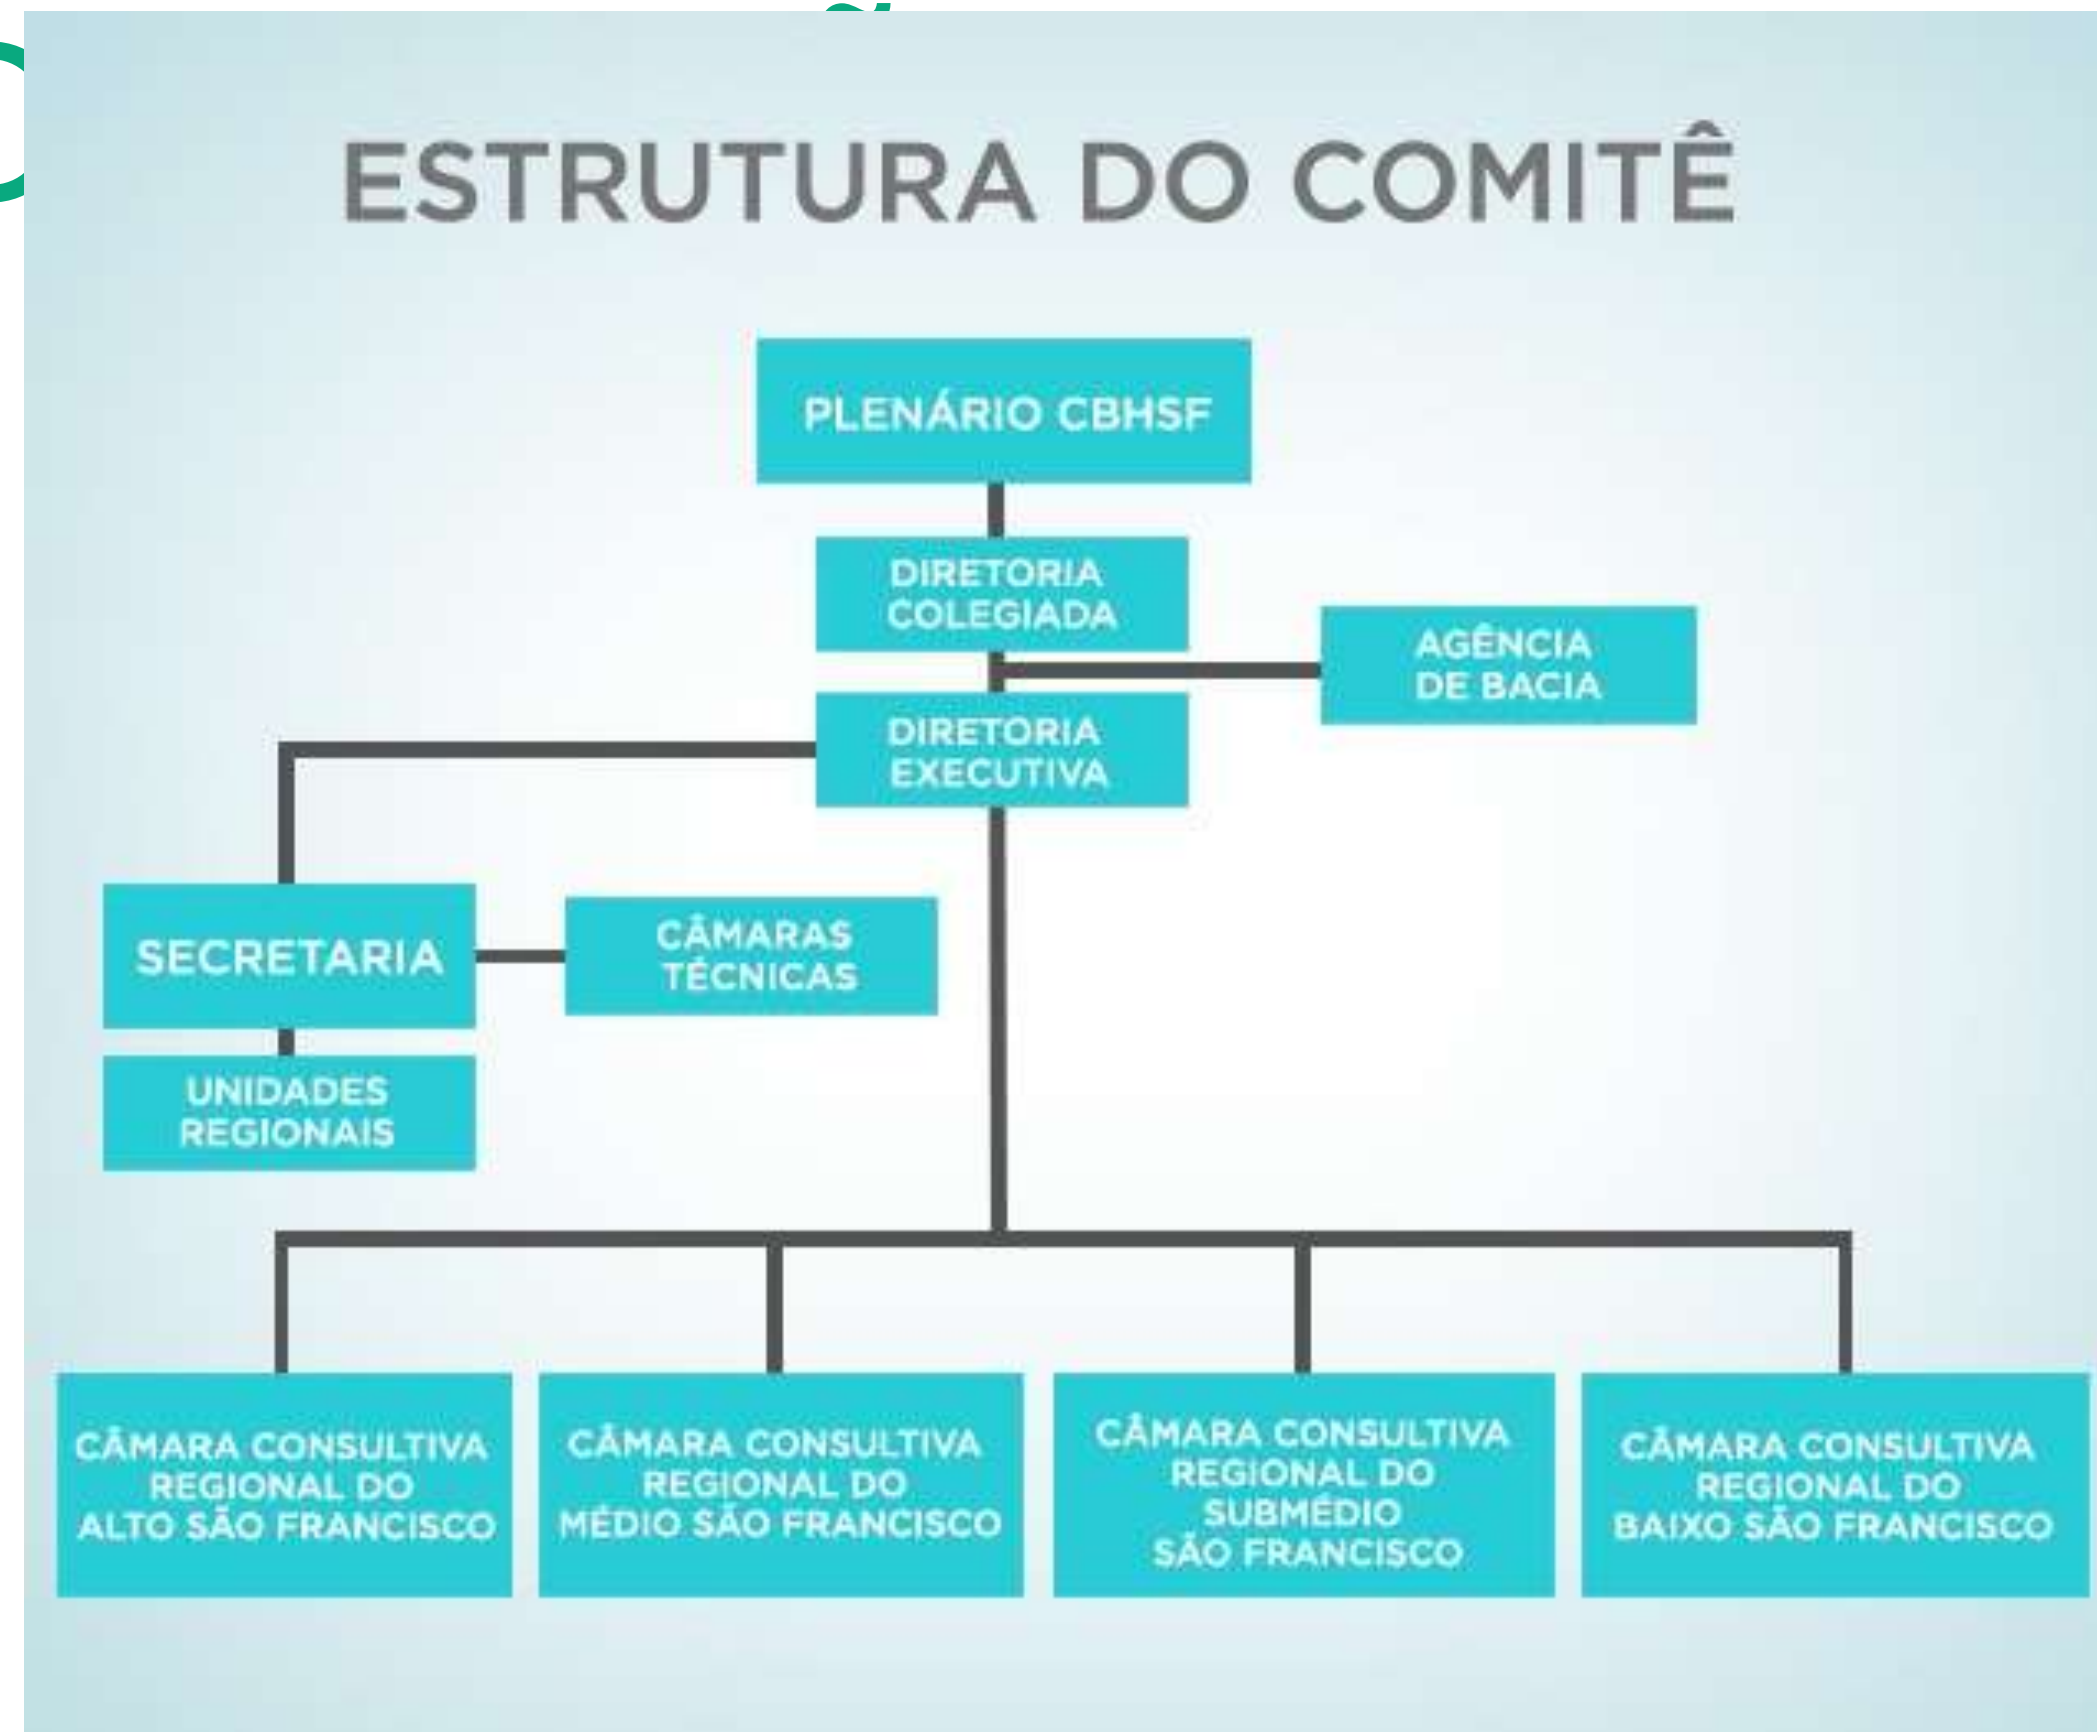 ESTRUTURA DO COMITÊ
PLENÁRIO CBHSF
DIRETORIA
COLEGIADA
AGÊNCIA
DE BACIA
DIRETORIA
EXECUTIVA
SECRETARIA
CÂMARAS
TÉCNICAS
UNIDADES
REGIONAIS
CÂMARA CONSULTIVA
REGIONAL DO
ALTO SÃO FRANCISCO
CÂMARA CONSULTIVA
REGIONAL DO
MÉDIO SÃO FRANCISCO
CÂMARA CONSULTIVA
REGIONAL DO
SUBMÉDIO
SÃO FRANCISCO
CÂMARA CONSULTIVA
REGIONAL DO
BAIXO SÃO FRANCISCO